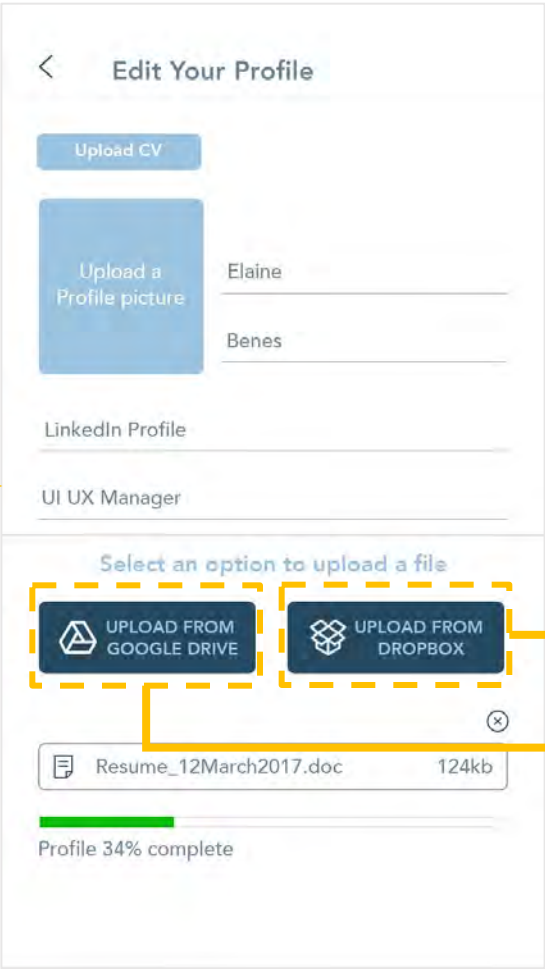 Edit Your Profile
Upload CV
Upload a
Profile picture
Elaine
Benes
LinkedIn Profile
UI UX Manager
Select an option to upload a file
UPLOAD FROM
GOOGLE DRIVE
UPLOAD FROM
DROPBOX
Resume_12March2017.doc 124kb
Profile 34% complete